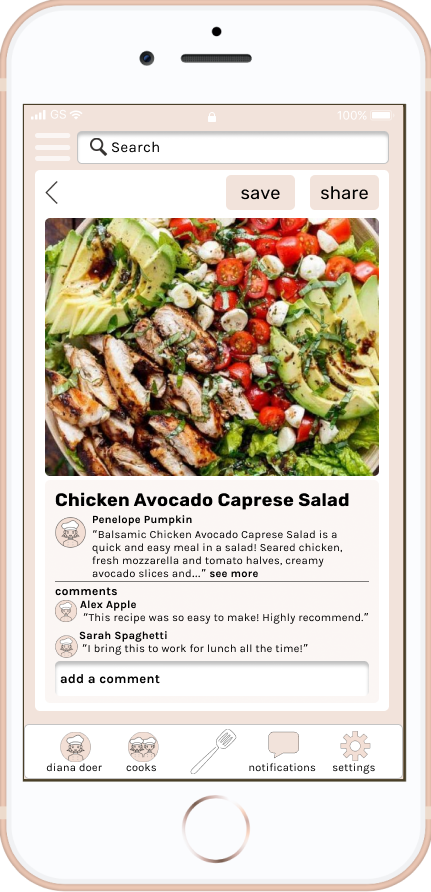 GS 100%
Search
save share
Chicken Avocado Caprese Salad
Penelope Pumpkin
"Balsamic Chicken Avocado Caprese Salad is a
quick and easy meal in a salad! Seared chicken,
fresh mozzarella and tomato halves, creamy
avocado slices and..." see more
comments
Alex Apple
"This recipe was so easy to make! Highly recommend."
Sarah Spaghetti
"I bring this to work for lunch all the time!"
add a comment
diana doer cooks notifications settings